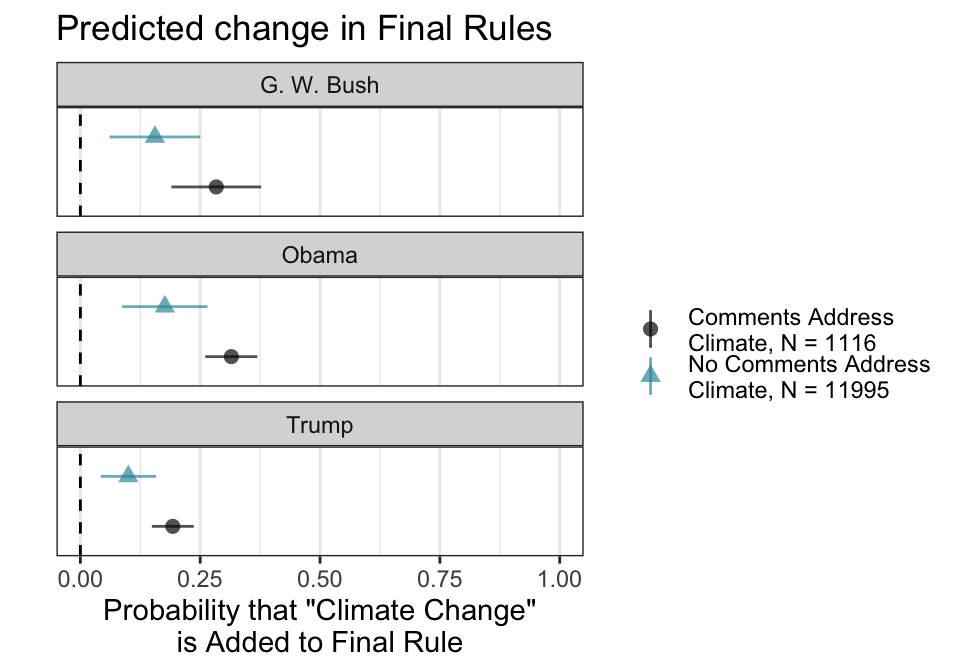 Predicted change in Final Rules
G. W. Bush
Obama
Trump
0.00 0.25 0.50 0.75 1.00
Probability that "Climate Change"
is Added to Final Rule
Comments Address
Climate, N = 1116
No Comments Address
Climate, N = 11995